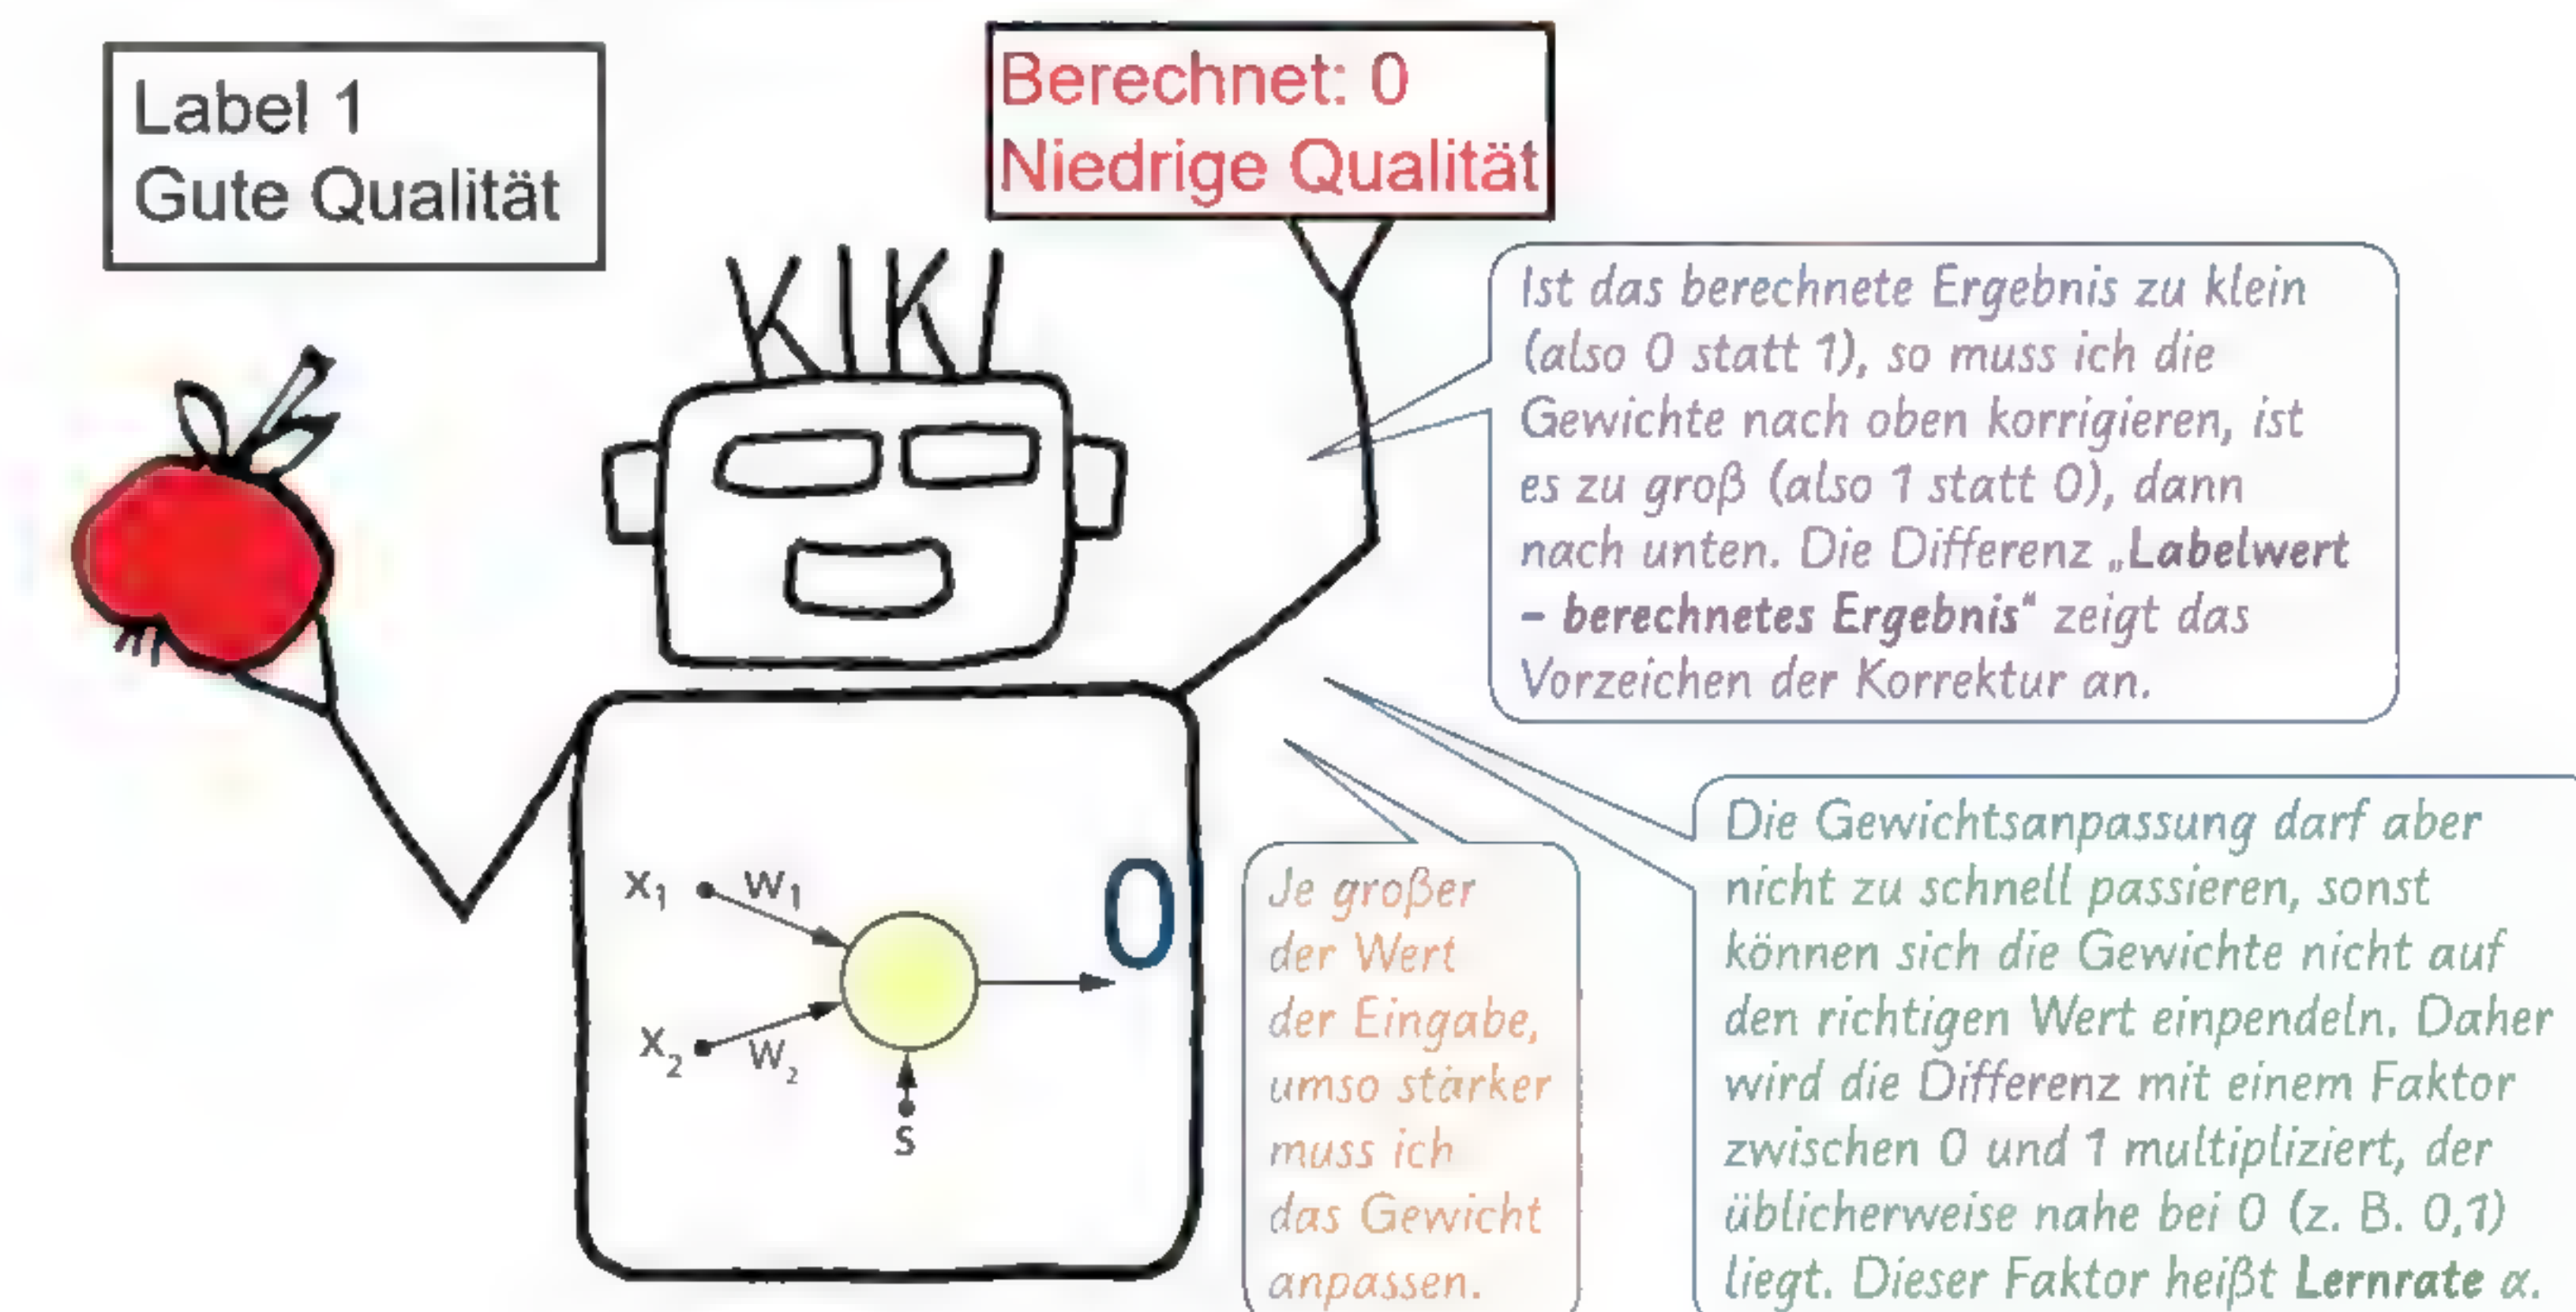 Label 1
Gute Qualität
Berechnet: 0
Niedrige Qualität
KIKI
Ist das berechnete Ergebnis zu klein
(also 0 statt 1), so muss ich die
Gewichte nach oben korrigieren, ist
es zu groß (also 1 statt 0), dann
nach unten. Die Differenz „Labelwert
– berechnetes Ergebnis“ zeigt das
Vorzeichen der Korrektur an.
x₁ w₁
0
x₂ w₂
s
Je großer
der Wert
der Eingabe,
umso stärker
muss ich
das Gewicht
anpassen.
Die Gewichtsanpassung darf aber
nicht zu schnell passieren, sonst
können sich die Gewichte nicht auf
den richtigen Wert einpendeln. Daher
wird die Differenz mit einem Faktor
zwischen 0 und 1 multipliziert, der
üblicherweise nahe bei 0 (z. B. 0,1)
liegt. Dieser Faktor heißt Lernrate α.